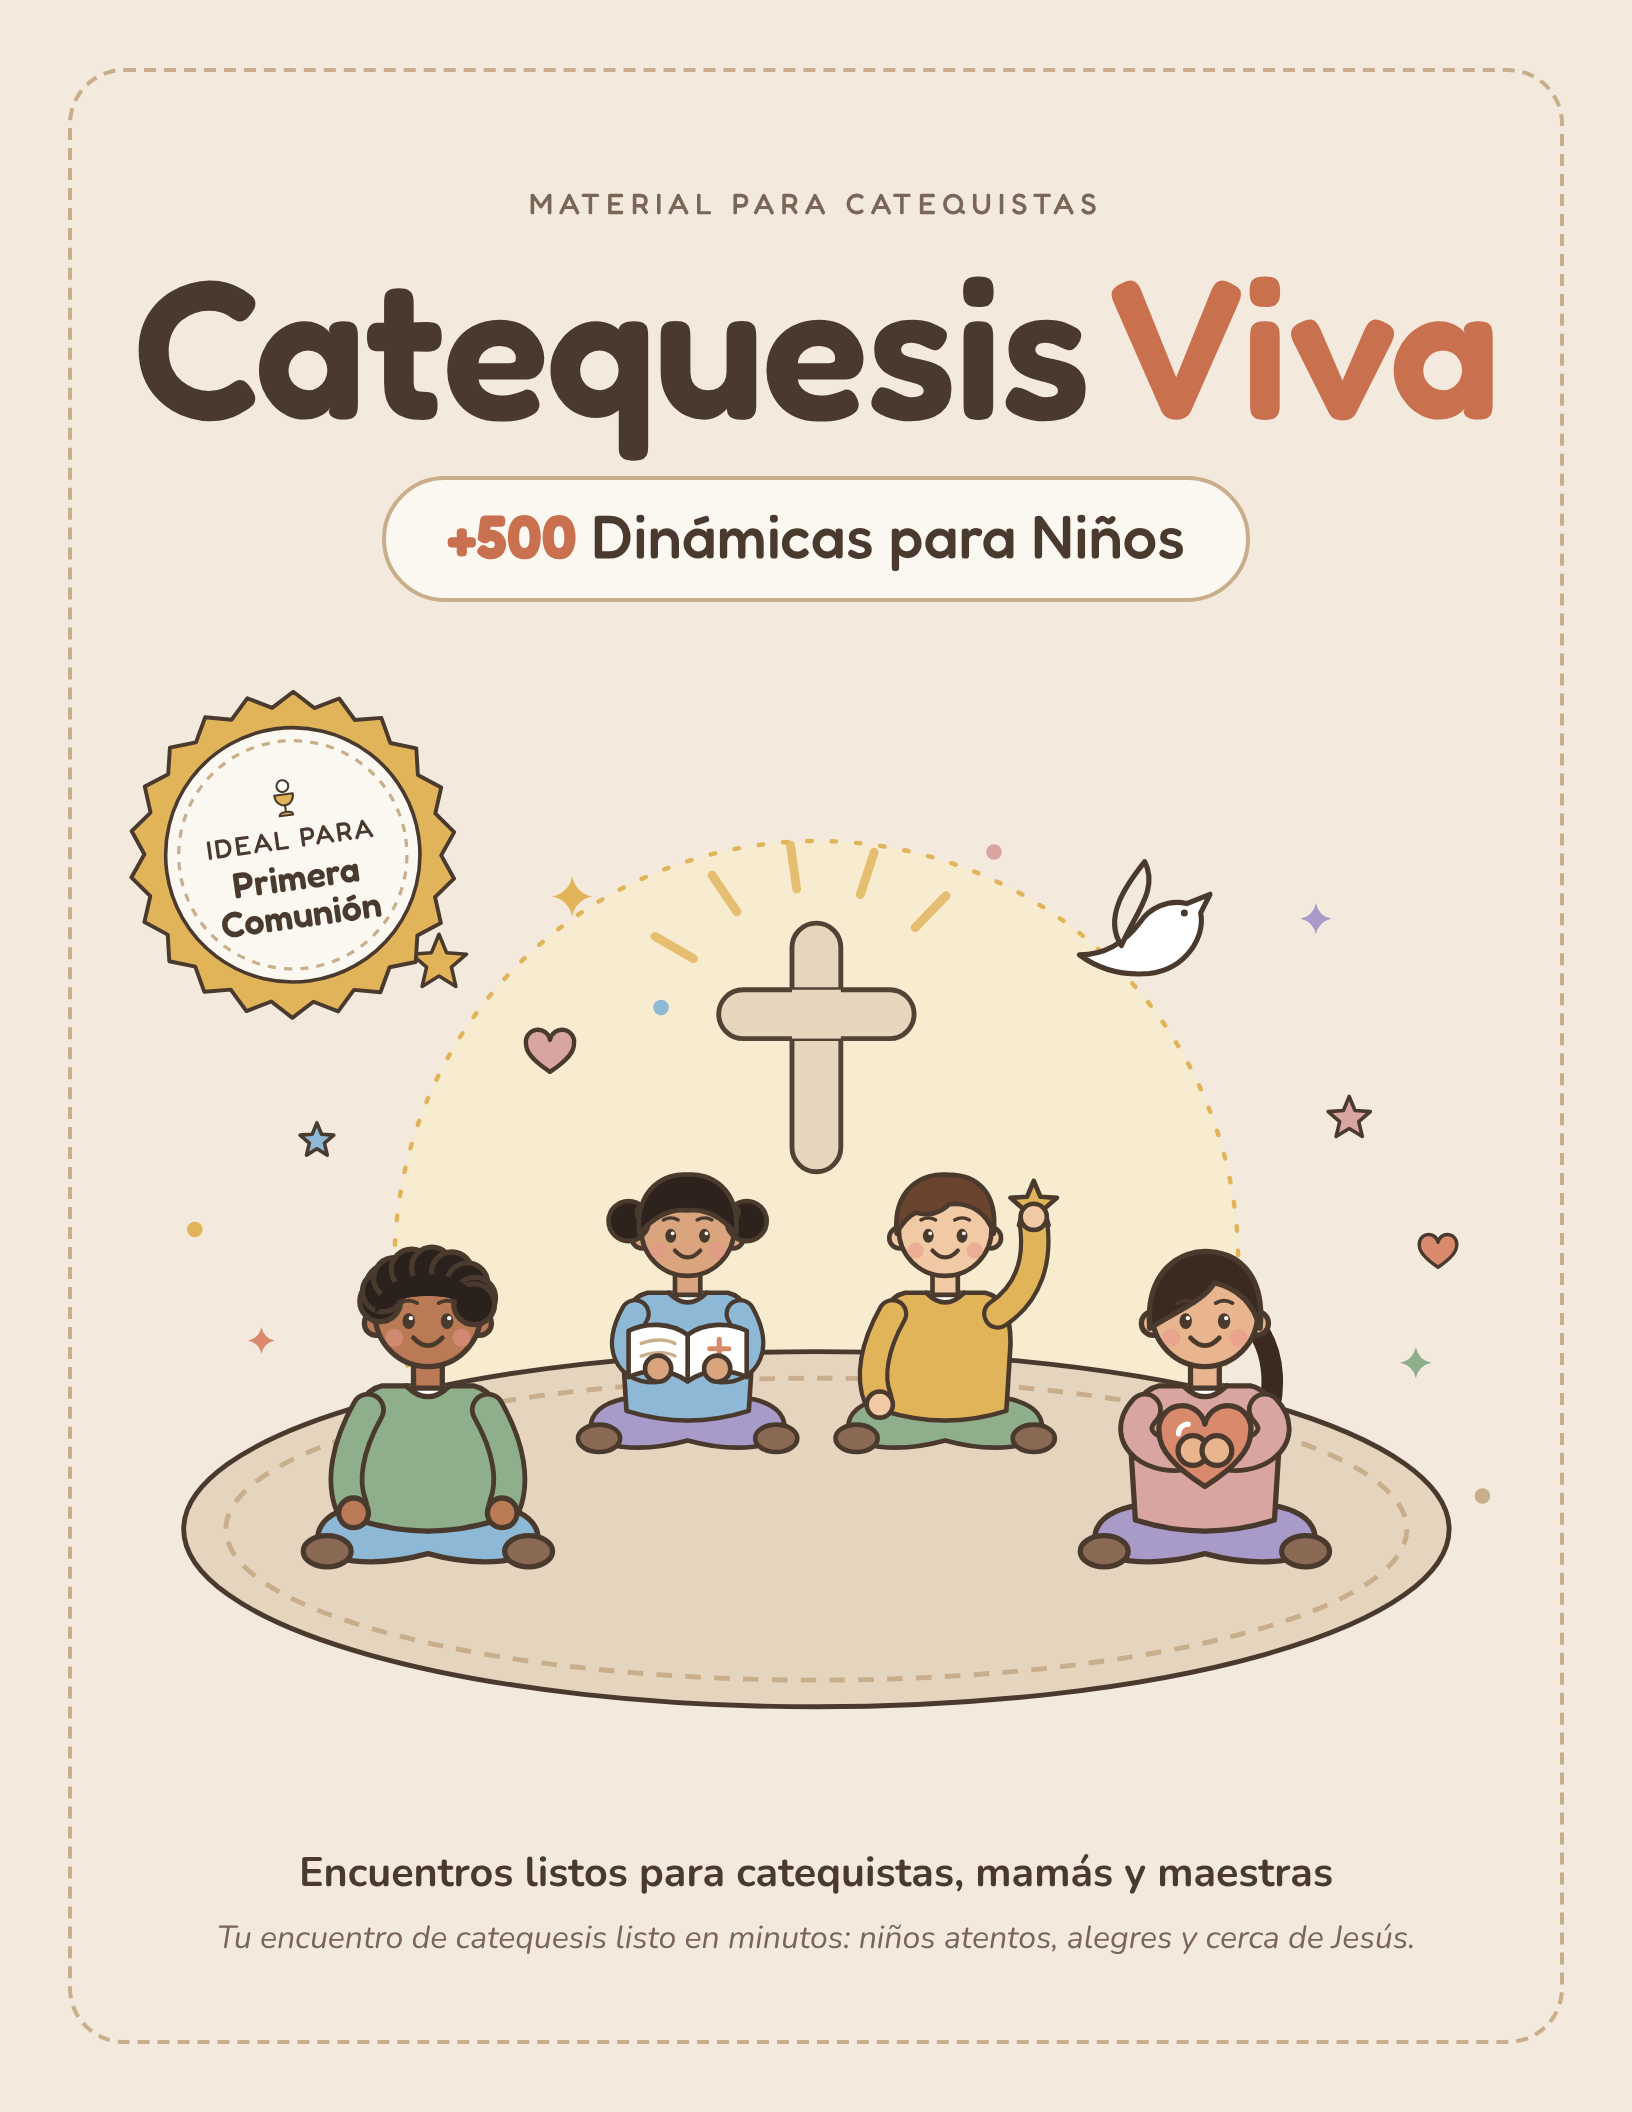 MATERIAL PARA CATEQUISTAS
Catequesis Viva
+500 Dinámicas para Niños
IDEAL PARA
Primera
Comunión
Encuentros listos para catequistas, mamás y maestras
Tu encuentro de catequesis listo en minutos: niños atentos, alegres y cerca de Jesús.